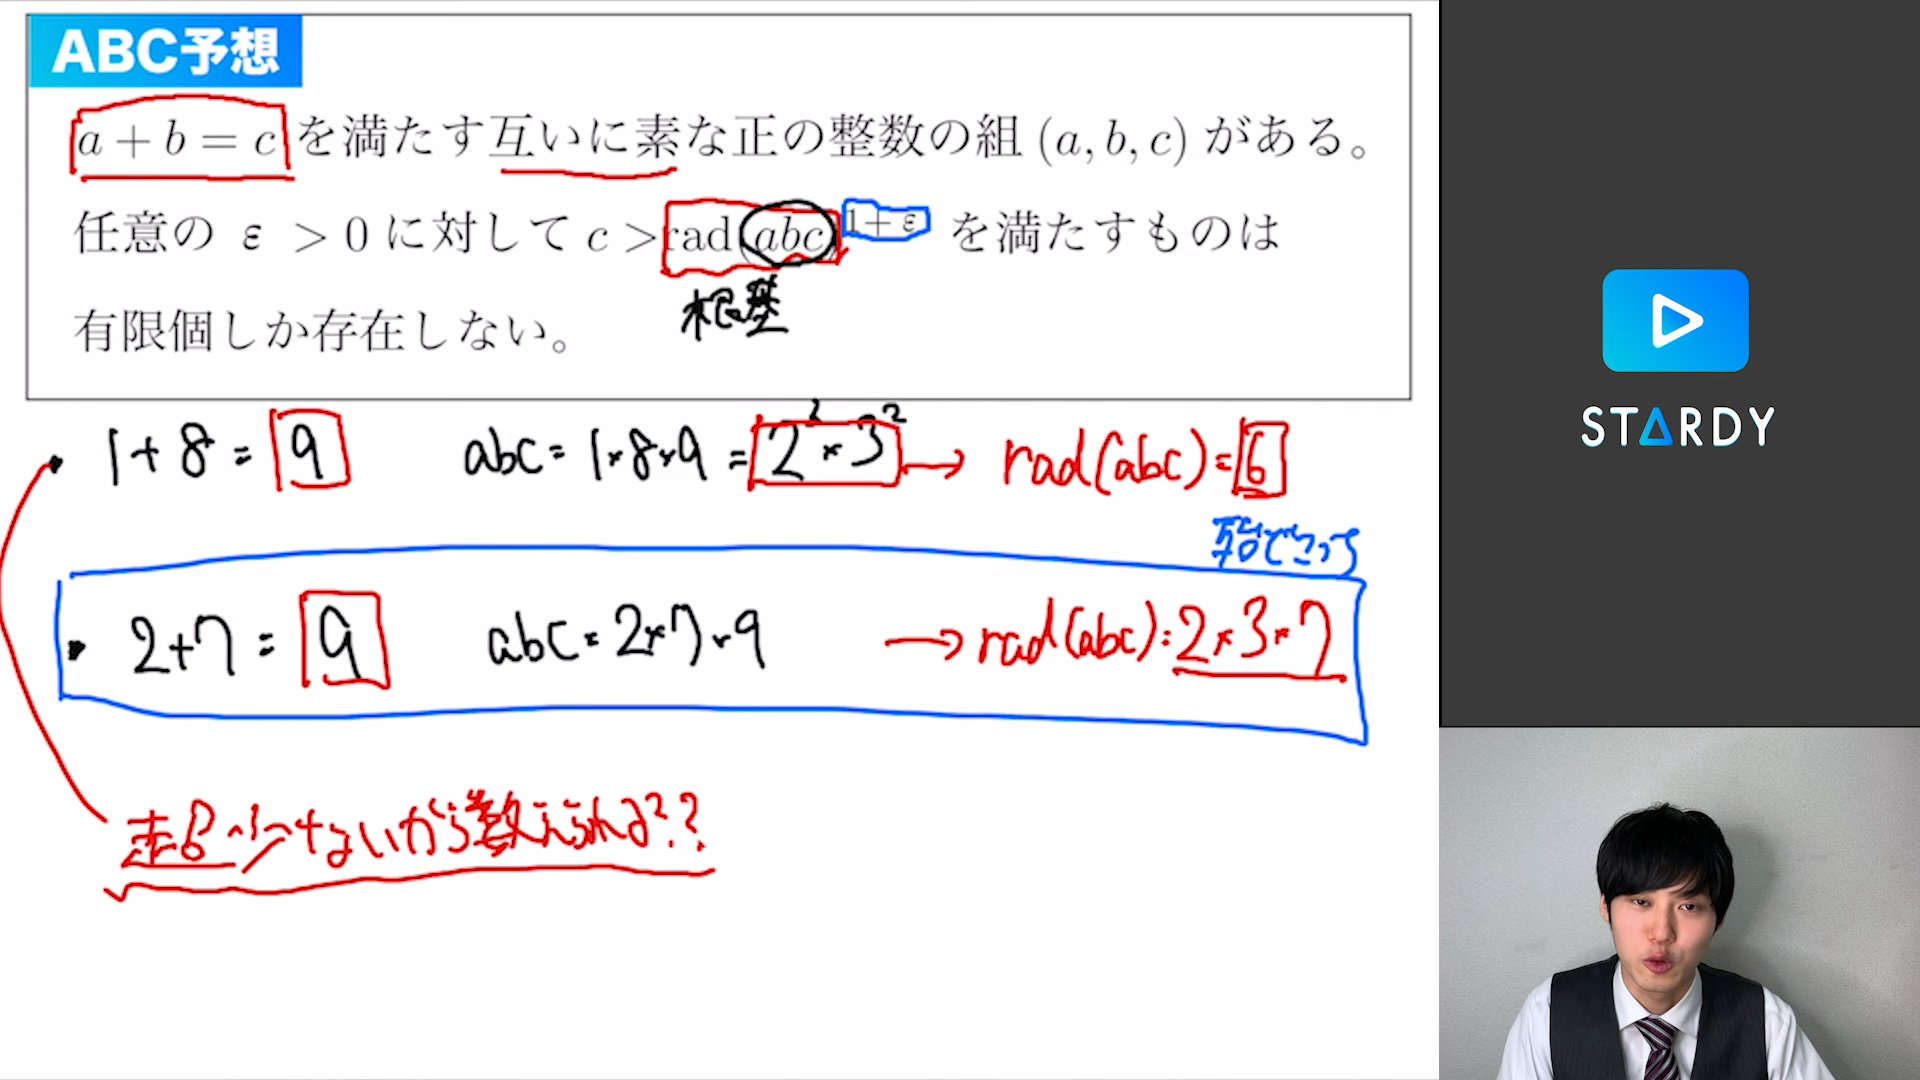 ABC予想
a + b = c を満たす互いに素な正の整数の組 (a, b, c) がある。
任意の ε > 0 に対して c > rad(abc)^{1+ε} を満たすものは
有限個しか存在しない。
根基
・ 1 + 8 = 9 abc = 1×8×9 = 2^3 × 3^2 → rad(abc) = 6
・ 2 + 7 = 9 abc = 2×7×9 → rad(abc) = 2×3×7
少ないから数えられる??
STARDY